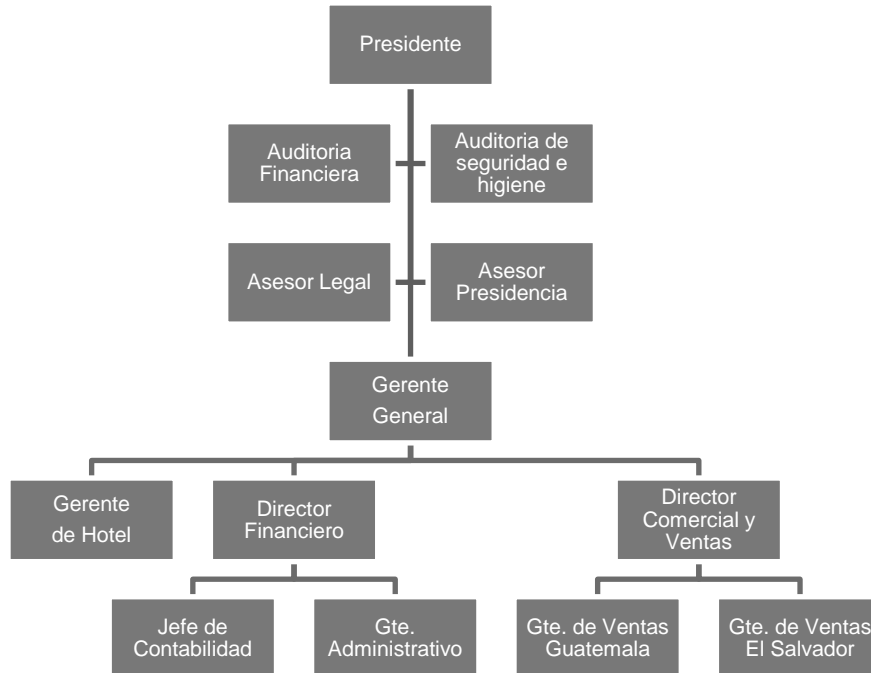 Presidente
Auditoria
Financiera
Auditoria de
seguridad e
higiene
Asesor Legal
Asesor
Presidencia
Gerente
General
Gerente
de Hotel
Director
Financiero
Director
Comercial y
Ventas
Jefe de
Contabilidad
Gte.
Administrativo
Gte. de Ventas
Guatemala
Gte. de Ventas
El Salvador